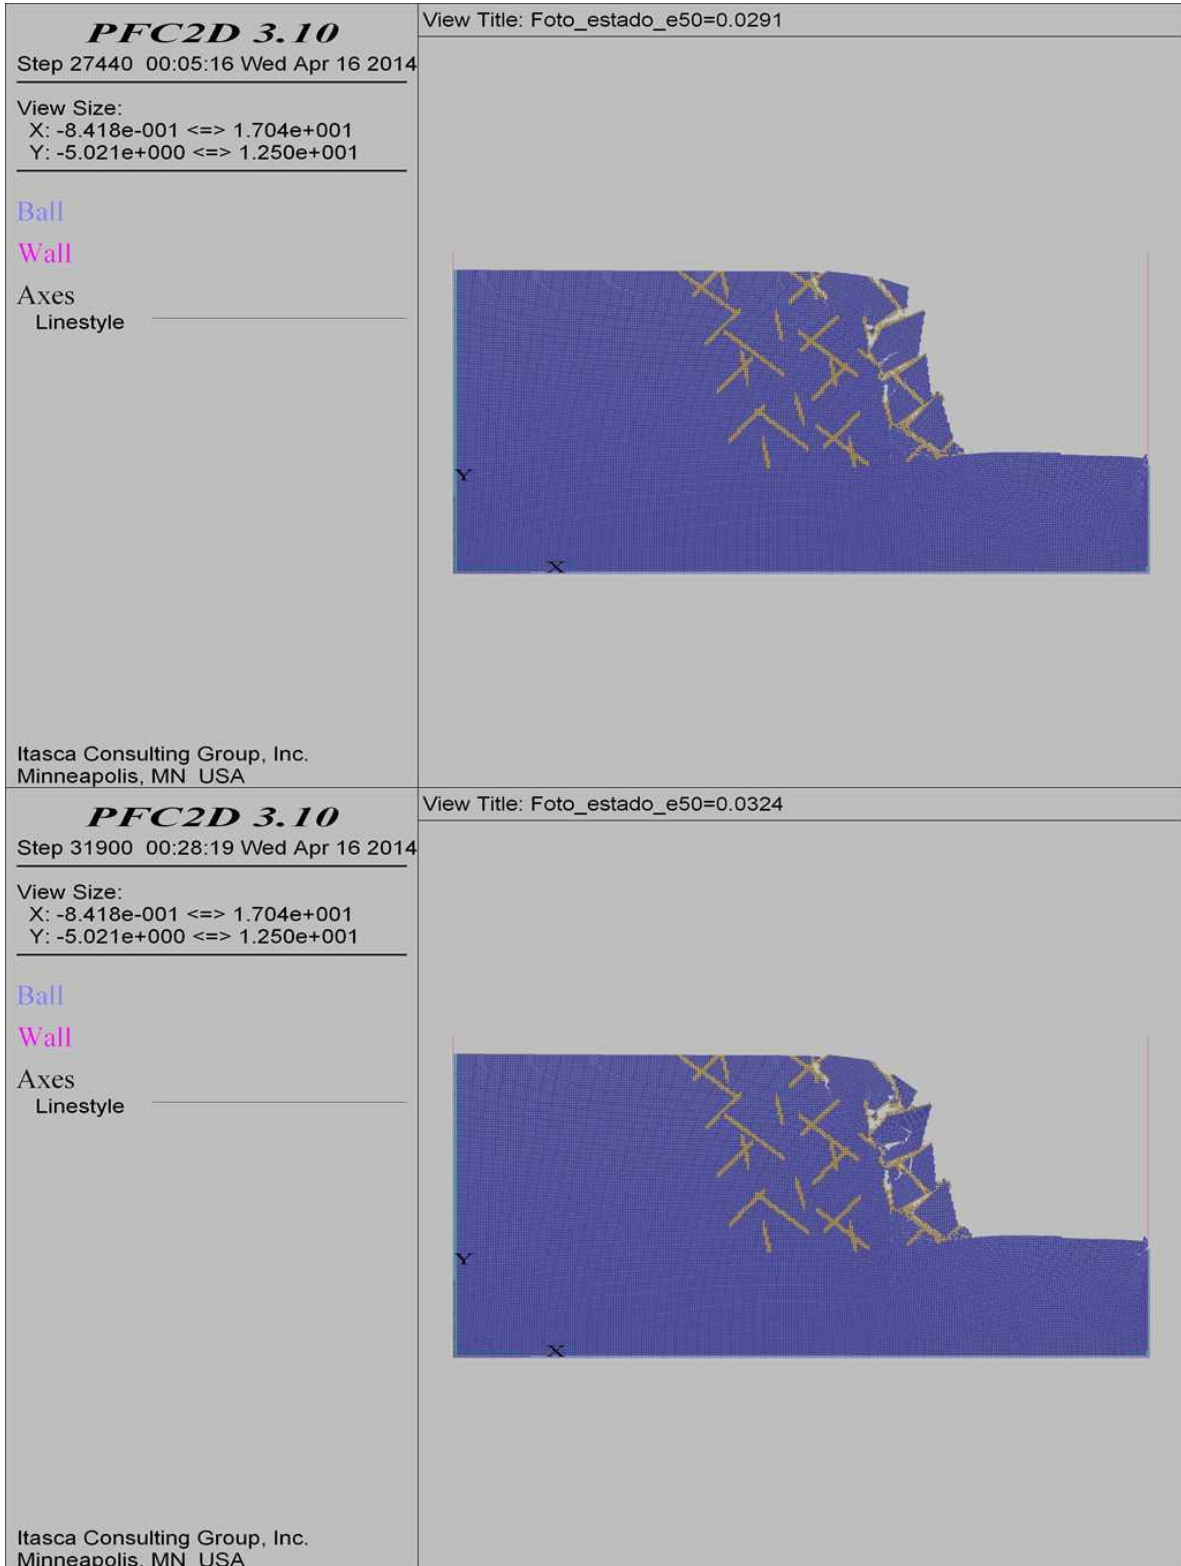 PFC2D 3.10
Step 27440 00:05:16 Wed Apr 16 2014
View Size:
X: -8.418e-001 <=> 1.704e+001
Y: -5.021e+000 <=> 1.250e+001
Ball
Wall
Axes
Linestyle
Itasca Consulting Group, Inc.
Minneapolis, MN USA
View Title: Foto_estado_e50=0.0291
Y
X
PFC2D 3.10
Step 31900 00:28:19 Wed Apr 16 2014
View Size:
X: -8.418e-001 <=> 1.704e+001
Y: -5.021e+000 <=> 1.250e+001
Ball
Wall
Axes
Linestyle
Itasca Consulting Group, Inc.
Minneapolis, MN USA
View Title: Foto_estado_e50=0.0324
Y
X